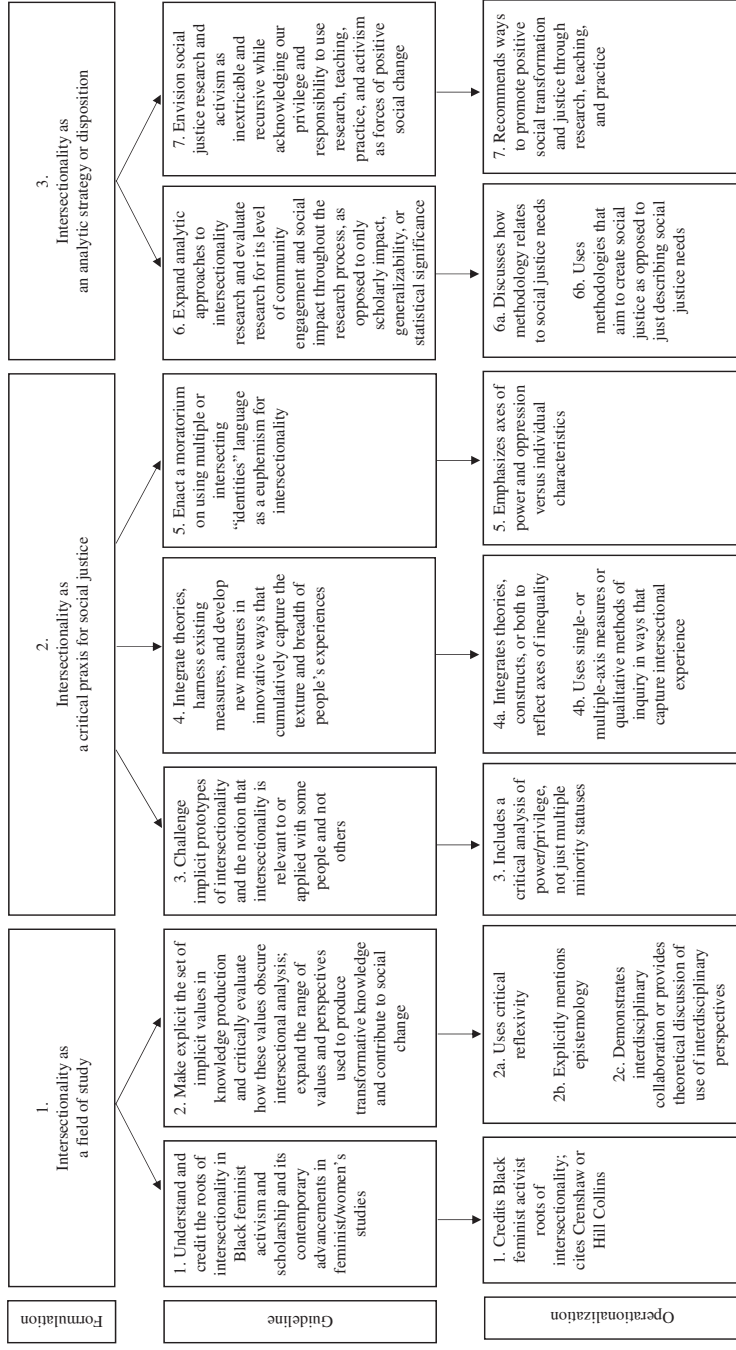 Formulation
1.
Intersectionality as
a field of study
2.
Intersectionality as
a critical praxis for social justice
3.
Intersectionality as
an analytic strategy or disposition
Guideline
1. Understand and
credit the roots of
intersectionality in
Black feminist
activism and
scholarship and its
contemporary
advancements in
feminist/women's
studies
2. Make explicit the set of
implicit values in
knowledge production
and critically evaluate
how these values obscure
intersectional analysis;
expand the range of
values and perspectives
used to produce
transformative knowledge
and contribute to social
change
3. Challenge
implicit prototypes
of intersectionality
and the notion that
intersectionality is
relevant to or
applied with some
people and not
others
4. Integrate theories,
harness existing
measures, and develop
new measures in
innovative ways that
cumulatively capture the
texture and breadth of
people's experiences
5. Enact a moratorium
on using multiple or
intersecting
"identities" language
as a euphemism for
intersectionality
6. Expand analytic
approaches to
intersectionality
research and evaluate
research for its level
of community
engagement and social
impact throughout the
research process, as
opposed to only
scholarly impact,
generalizability, or
statistical significance
7. Envision social
justice research and
activism as
inextricable and
recursive while
acknowledging our
privilege and
responsibility to use
research, teaching,
practice, and activism
as forces of positive
social change
Operationalization
1. Credits Black
feminist activist
roots of
intersectionality;
cites Crenshaw or
Hill Collins
2a. Uses critical
reflexivity
2b. Explicitly mentions
epistemology
2c. Demonstrates
interdisciplinary
collaboration or provides
theoretical discussion of
use of interdisciplinary
perspectives
3. Includes a
critical analysis of
power/privilege,
not just multiple
minority statuses
4a. Integrates theories,
constructs, or both to
reflect axes of inequality
4b. Uses single- or
multiple-axis measures or
qualitative methods of
inquiry in ways that
capture intersectional
experience
5. Emphasizes axes of
power and oppression
versus individual
characteristics
6a. Discusses how
methodology relates
to social justice needs
6b. Uses
methodologies that
aim to create social
justice as opposed to
just describing social
justice needs
7. Recommends ways
to promote positive
social transformation
and justice through
research, teaching,
and practice